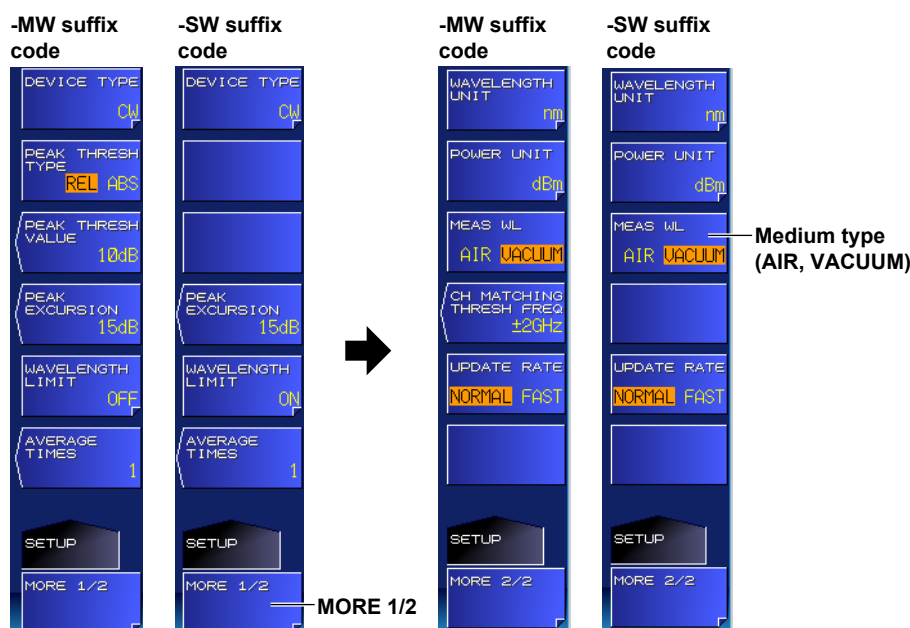 -MW suffix
code
DEVICE TYPE
CW
PEAK THRESH
TYPE
REL ABS
PEAK THRESH
VALUE
10dB
PEAK
EXCURSION
15dB
WAVELENGTH
LIMIT
OFF
AVERAGE
TIMES
1
SETUP
MORE 1/2
-SW suffix
code
DEVICE TYPE
CW
PEAK
EXCURSION
15dB
WAVELENGTH
LIMIT
ON
AVERAGE
TIMES
1
SETUP
MORE 1/2
MORE 1/2
-MW suffix
code
WAVELENGTH
UNIT
nm
POWER UNIT
dBm
MEAS WL
AIR VACUUM
CH MATCHING
THRESH FREQ
±2GHz
UPDATE RATE
NORMAL FAST
SETUP
MORE 2/2
-SW suffix
code
WAVELENGTH
UNIT
nm
POWER UNIT
dBm
MEAS WL
AIR VACUUM
UPDATE RATE
NORMAL FAST
SETUP
MORE 2/2
Medium type
(AIR, VACUUM)